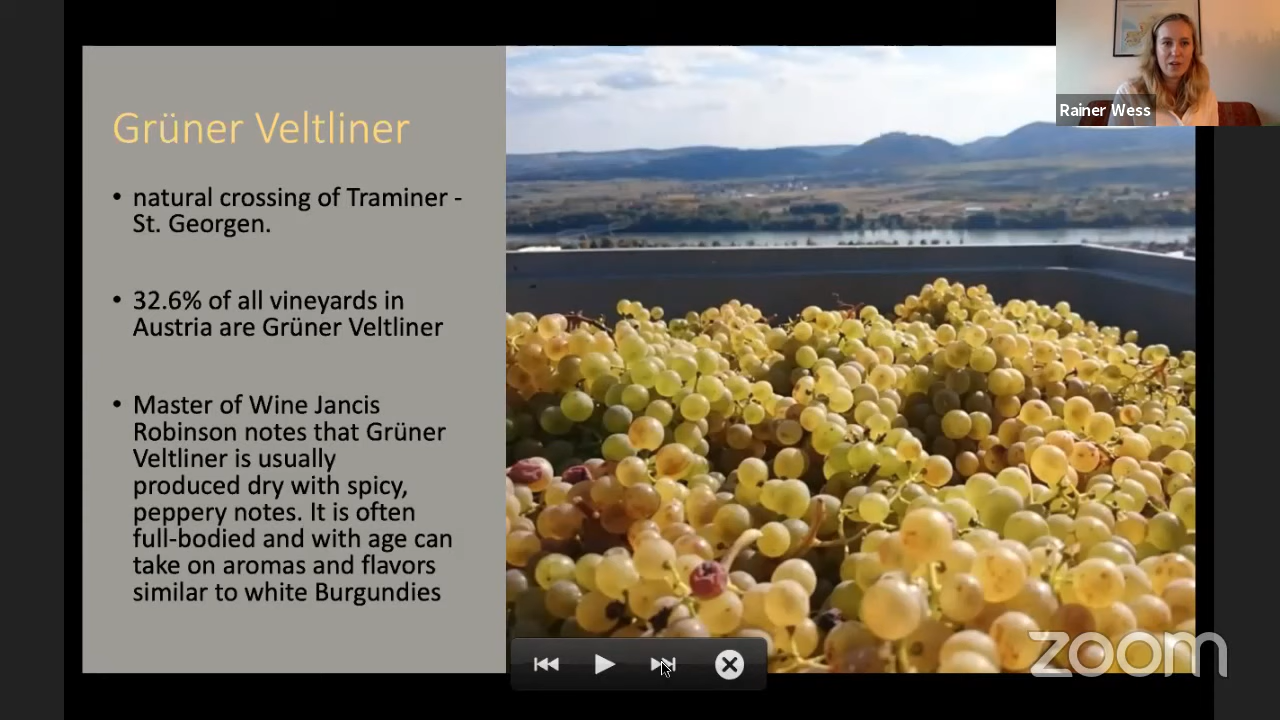 Grüner Veltliner
• natural crossing of Traminer -
St. Georgen.
• 32.6% of all vineyards in
Austria are Grüner Veltliner
• Master of Wine Jancis
Robinson notes that Grüner
Veltliner is usually
produced dry with spicy,
peppery notes. It is often
full-bodied and with age can
take on aromas and flavors
similar to white Burgundies
Rainer Wess
zoom